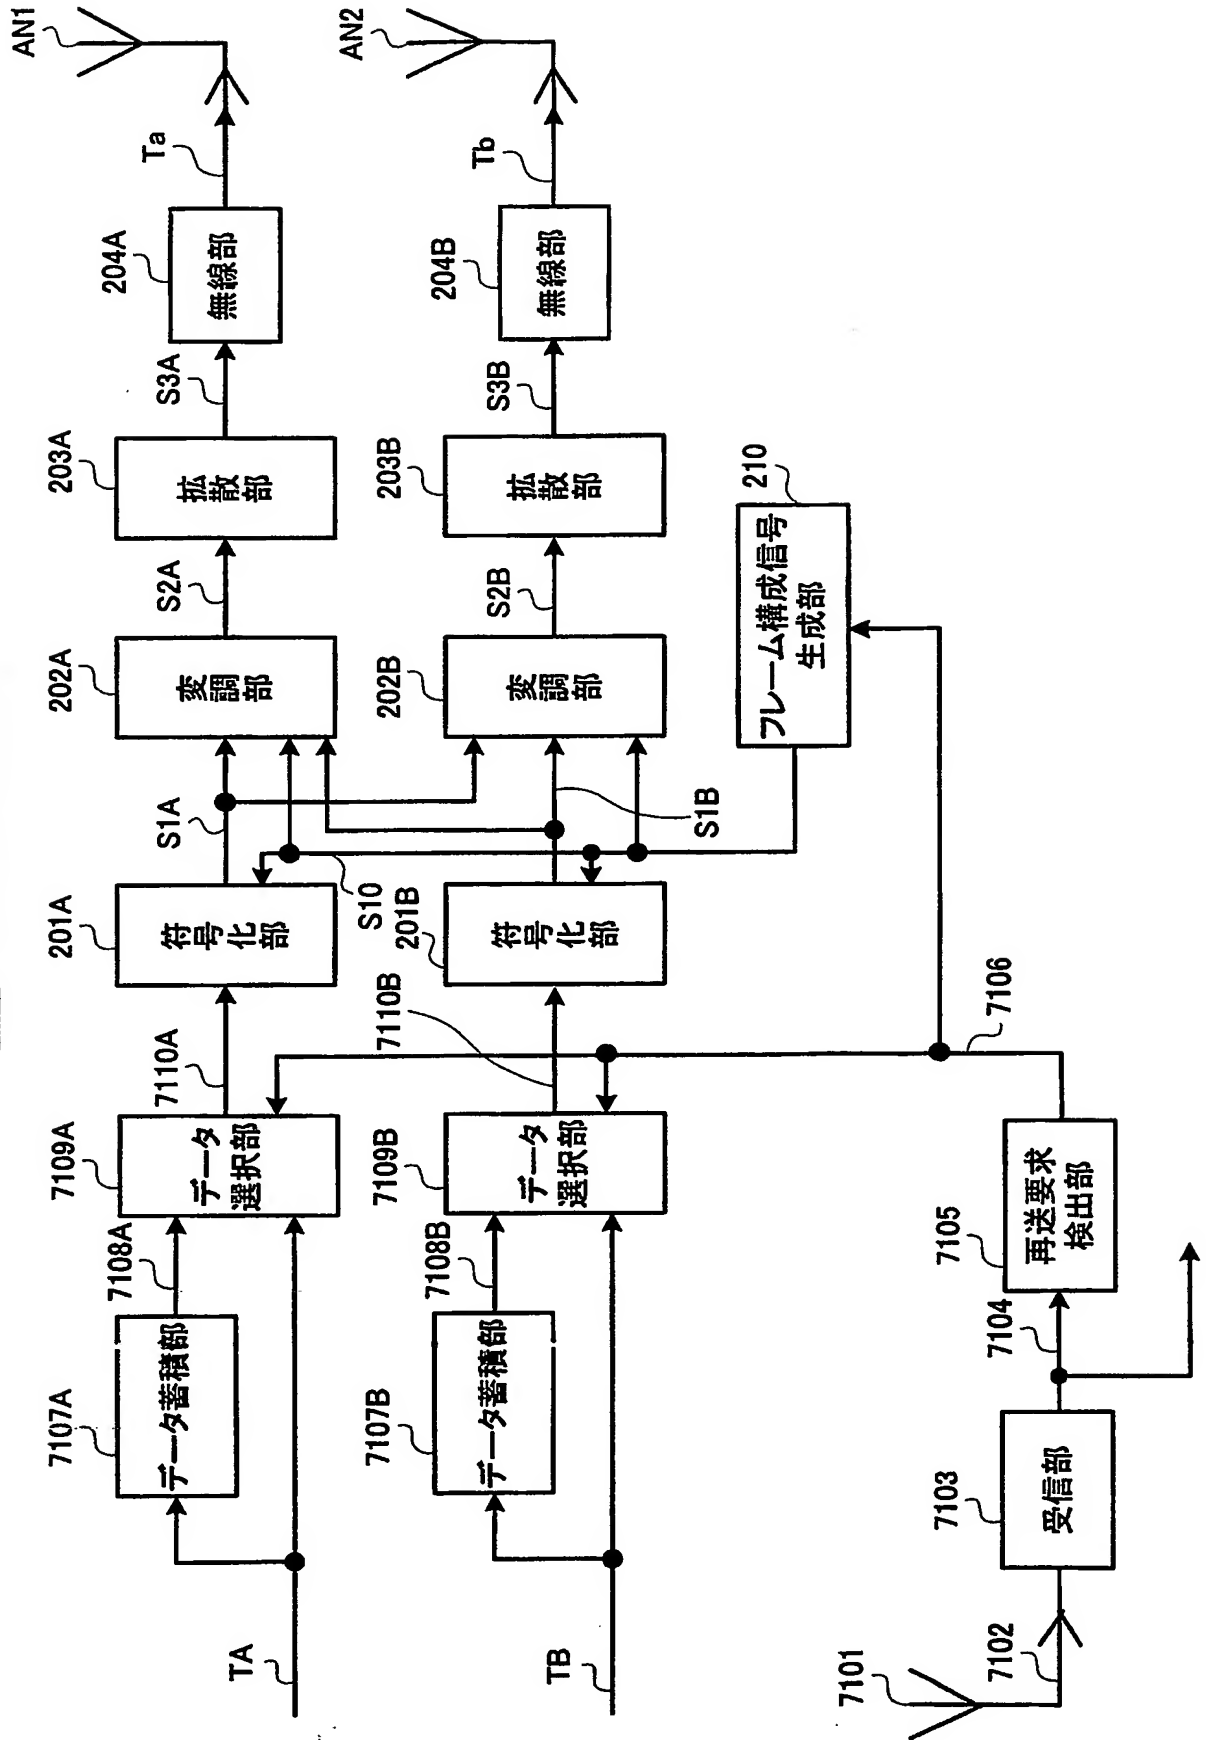 TA
7107A
データ蓄積部
7108A
7109A
データ
選択部
7110A
201A
符号化部
S1A
202A
変調部
S2A
203A
拡散部
S3A
204A
無線部
Ta
AN1
S10
TB
7107B
データ蓄積部
7108B
7109B
データ
選択部
7110B
201B
符号化部
S1B
202B
変調部
S2B
203B
拡散部
S3B
204B
無線部
Tb
AN2
210
フレーム構成信号
生成部
7101
7102
7103
受信部
7104
7105
再送要求
検出部
7106